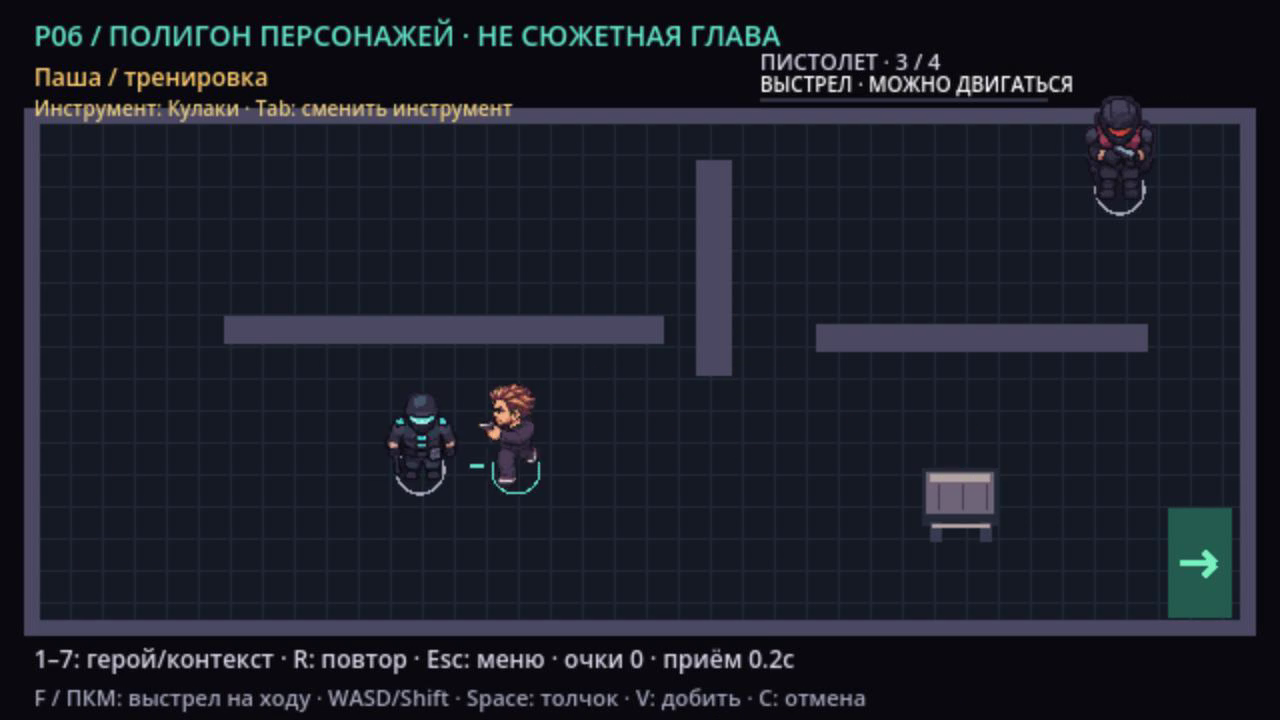 P06 / ПОЛИГОН ПЕРСОНАЖЕЙ · НЕ СЮЖЕТНАЯ ГЛАВА
Паша / тренировка
ПИСТОЛЕТ · 3 / 4
ВЫСТРЕЛ · МОЖНО ДВИГАТЬСЯ
Инструмент: Кулаки · Tab: сменить инструмент
→
1–7: герой/контекст · R: повтор · Esc: меню · очки 0 · приём 0.2с
F / ПКМ: выстрел на ходу · WASD/Shift · Space: толчок · V: добить · C: отмена